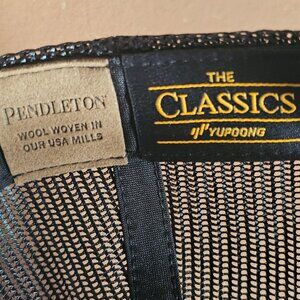 PENDLETON
WOOL WOVEN IN
OUR USA MILLS
THE
CLASSICS
YUPOONG